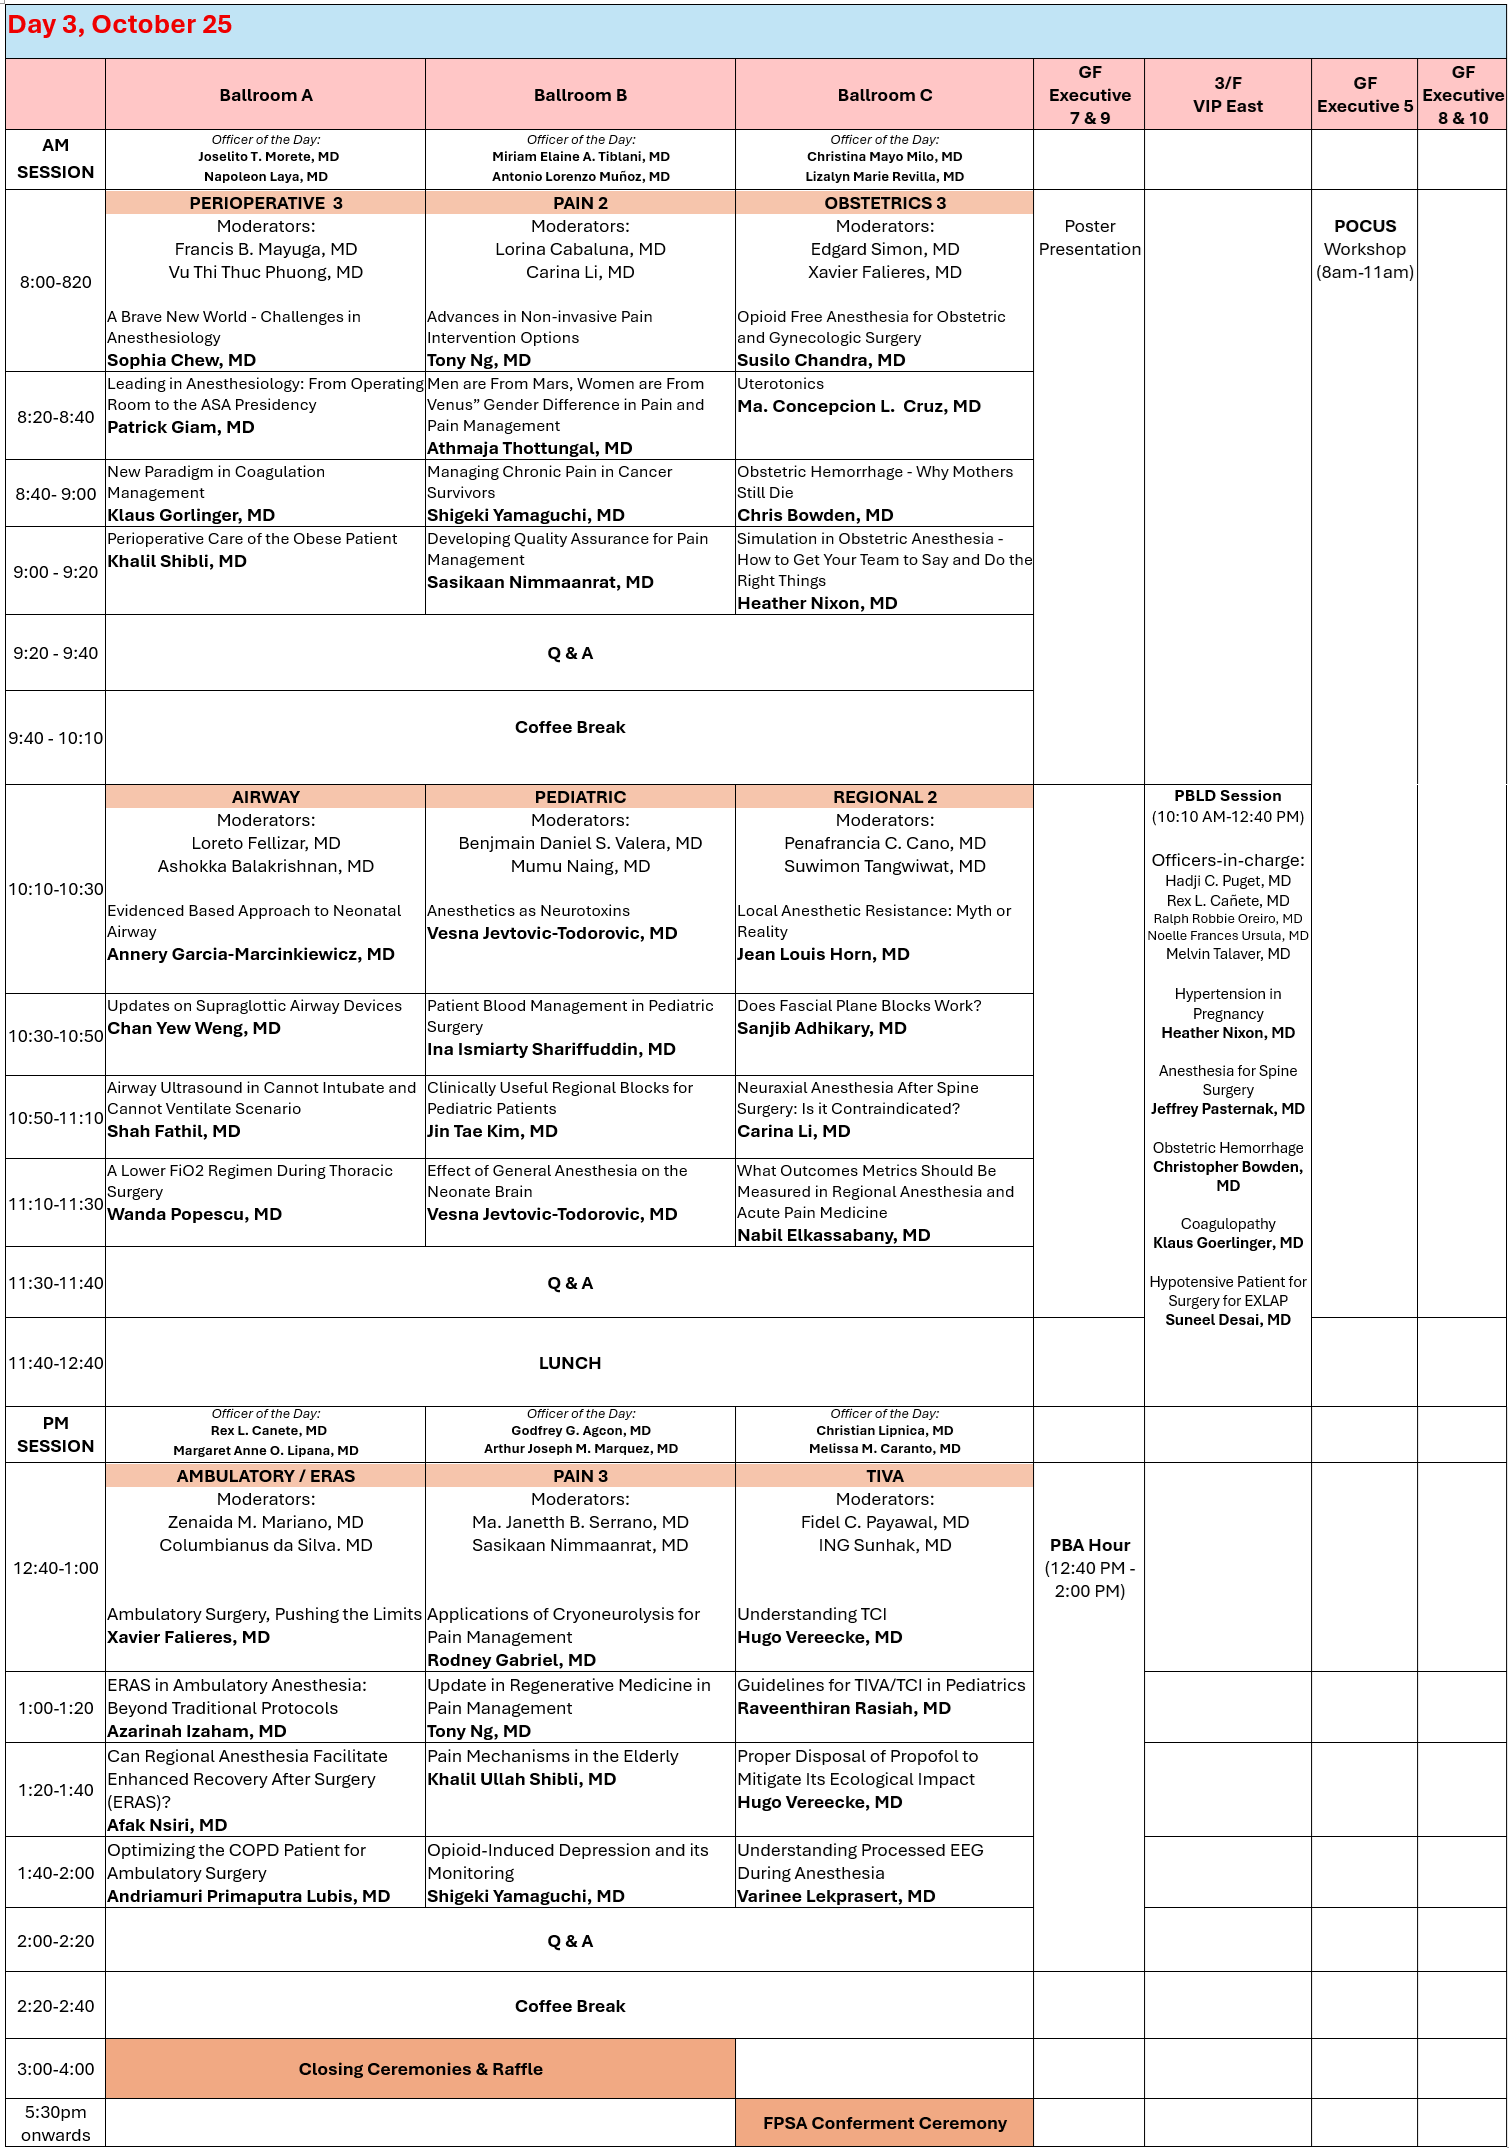 Day 3, October 25
Ballroom A
Ballroom B
Ballroom C
GF
Executive
7 & 9
3/F
VIP East
GF
Executive 5
GF
Executive
8 & 10
AM
SESSION
Officer of the Day:
Joselito T. Morete, MD
Napoleon Laya, MD
Officer of the Day:
Miriam Elaine A. Tiblani, MD
Antonio Lorenzo Muñoz, MD
Officer of the Day:
Christina Mayo Milo, MD
Lizalyn Marie Revilla, MD
8:00-820
PERIOPERATIVE 3
Moderators:
Francis B. Mayuga, MD
Vu Thi Thuc Phuong, MD
A Brave New World - Challenges in
Anesthesiology
Sophia Chew, MD
PAIN 2
Moderators:
Lorina Cabaluna, MD
Carina Li, MD
Advances in Non-invasive Pain
Intervention Options
Tony Ng, MD
OBSTETRICS 3
Moderators:
Edgard Simon, MD
Xavier Falieres, MD
Opioid Free Anesthesia for Obstetric
and Gynecologic Surgery
Susilo Chandra, MD
Poster
Presentation
POCUS
Workshop
(8am-11am)
8:20-8:40
Leading in Anesthesiology: From Operating
Room to the ASA Presidency
Patrick Giam, MD
Men are From Mars, Women are From
Venus” Gender Difference in Pain and
Pain Management
Athmaja Thottungal, MD
Uterotonics
Ma. Concepcion L. Cruz, MD
8:40- 9:00
New Paradigm in Coagulation
Management
Klaus Gorlinger, MD
Managing Chronic Pain in Cancer
Survivors
Shigeki Yamaguchi, MD
Obstetric Hemorrhage - Why Mothers
Still Die
Chris Bowden, MD
9:00 - 9:20
Perioperative Care of the Obese Patient
Khalil Shibli, MD
Developing Quality Assurance for Pain
Management
Sasikaan Nimmaanrat, MD
Simulation in Obstetric Anesthesia -
How to Get Your Team to Say and Do the
Right Things
Heather Nixon, MD
9:20 - 9:40
Q & A
9:40 - 10:10
Coffee Break
10:10-10:30
AIRWAY
Moderators:
Loreto Fellizar, MD
Ashokka Balakrishnan, MD
Evidenced Based Approach to Neonatal
Airway
Annery Garcia-Marcinkiewicz, MD
PEDIATRIC
Moderators:
Benjmain Daniel S. Valera, MD
Mumu Naing, MD
Anesthetics as Neurotoxins
Vesna Jevtovic-Todorovic, MD
REGIONAL 2
Moderators:
Penafrancia C. Cano, MD
Suwimon Tangwiwat, MD
Local Anesthetic Resistance: Myth or
Reality
Jean Louis Horn, MD
PBLD Session
(10:10 AM-12:40 PM)
Officers-in-charge:
Hadji C. Puget, MD
Rex L. Cañete, MD
Ralph Robbie Oreiro, MD
Noelle Frances Ursula, MD
Melvin Talaver, MD
Hypertension in
Pregnancy
Heather Nixon, MD
Anesthesia for Spine
Surgery
Jeffrey Pasternak, MD
Obstetric Hemorrhage
Christopher Bowden,
MD
Coagulopathy
Klaus Goerlinger, MD
Hypotensive Patient for
Surgery for EXLAP
Suneel Desai, MD
10:30-10:50
Updates on Supraglottic Airway Devices
Chan Yew Weng, MD
Patient Blood Management in Pediatric
Surgery
Ina Ismiarty Shariffuddin, MD
Does Fascial Plane Blocks Work?
Sanjib Adhikary, MD
10:50-11:10
Airway Ultrasound in Cannot Intubate and
Cannot Ventilate Scenario
Shah Fathil, MD
Clinically Useful Regional Blocks for
Pediatric Patients
Jin Tae Kim, MD
Neuraxial Anesthesia After Spine
Surgery: Is it Contraindicated?
Carina Li, MD
11:10-11:30
A Lower FiO2 Regimen During Thoracic
Surgery
Wanda Popescu, MD
Effect of General Anesthesia on the
Neonate Brain
Vesna Jevtovic-Todorovic, MD
What Outcomes Metrics Should Be
Measured in Regional Anesthesia and
Acute Pain Medicine
Nabil Elkassabany, MD
11:30-11:40
Q & A
11:40-12:40
LUNCH
PM
SESSION
Officer of the Day:
Rex L. Canete, MD
Margaret Anne O. Lipana, MD
Officer of the Day:
Godfrey G. Agcon, MD
Arthur Joseph M. Marquez, MD
Officer of the Day:
Christian Lipnica, MD
Melissa M. Caranto, MD
12:40-1:00
AMBULATORY / ERAS
Moderators:
Zenaida M. Mariano, MD
Columbianus da Silva. MD
Ambulatory Surgery, Pushing the Limits
Xavier Falieres, MD
PAIN 3
Moderators:
Ma. Janetth B. Serrano, MD
Sasikaan Nimmaanrat, MD
Applications of Cryoneurolysis for
Pain Management
Rodney Gabriel, MD
TIVA
Moderators:
Fidel C. Payawal, MD
ING Sunhak, MD
Understanding TCI
Hugo Vereecke, MD
PBA Hour
(12:40 PM -
2:00 PM)
1:00-1:20
ERAS in Ambulatory Anesthesia:
Beyond Traditional Protocols
Azarinah Izaham, MD
Update in Regenerative Medicine in
Pain Management
Tony Ng, MD
Guidelines for TIVA/TCI in Pediatrics
Raveenthiran Rasiah, MD
1:20-1:40
Can Regional Anesthesia Facilitate
Enhanced Recovery After Surgery
(ERAS)?
Afak Nsiri, MD
Pain Mechanisms in the Elderly
Khalil Ullah Shibli, MD
Proper Disposal of Propofol to
Mitigate Its Ecological Impact
Hugo Vereecke, MD
1:40-2:00
Optimizing the COPD Patient for
Ambulatory Surgery
Andriamuri Primaputra Lubis, MD
Opioid-Induced Depression and its
Monitoring
Shigeki Yamaguchi, MD
Understanding Processed EEG
During Anesthesia
Varinee Lekprasert, MD
2:00-2:20
Q & A
2:20-2:40
Coffee Break
3:00-4:00
Closing Ceremonies & Raffle
5:30pm
onwards
FPSA Conferment Ceremony